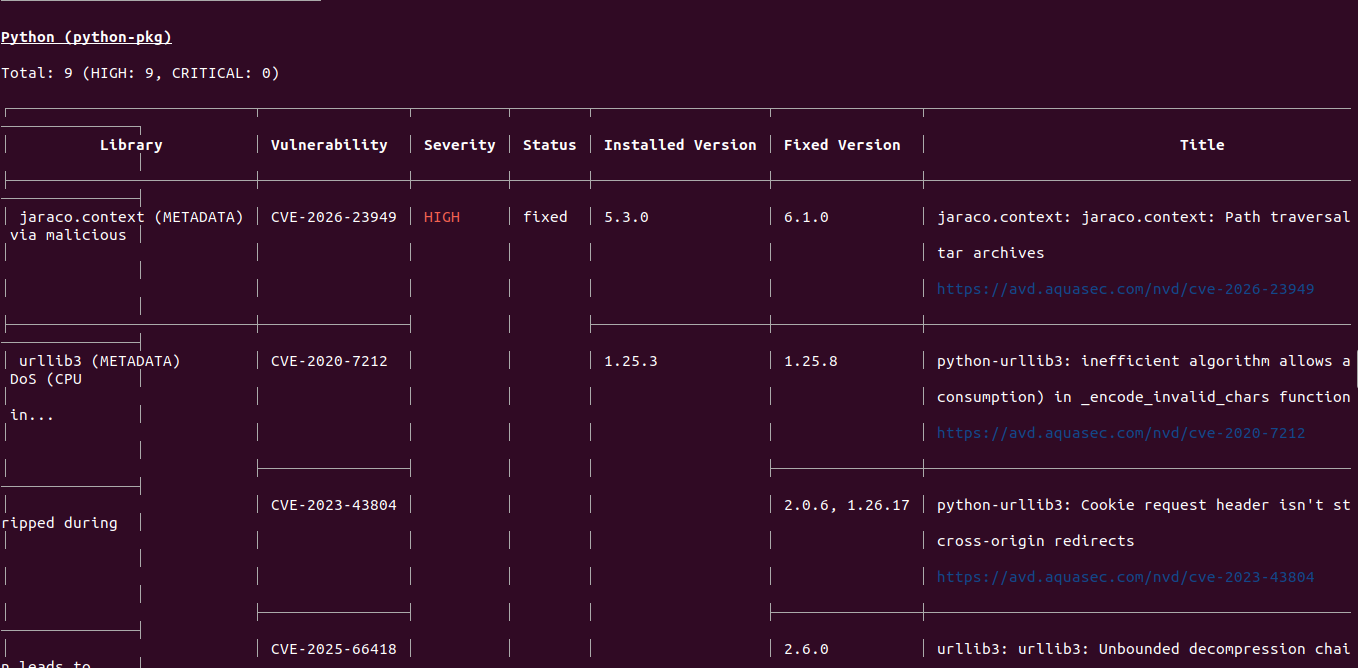 Python (python-pkg)
Total: 9 (HIGH: 9, CRITICAL: 0)
Library Vulnerability Severity Status Installed Version Fixed Version Title
jaraco.context (METADATA) CVE-2026-23949 HIGH fixed 5.3.0 6.1.0 jaraco.context: jaraco.context: Path traversal
via malicious
tar archives
https://avd.aquasec.com/nvd/cve-2026-23949
urllib3 (METADATA) CVE-2020-7212 1.25.3 1.25.8 python-urllib3: inefficient algorithm allows a
DoS (CPU
consumption) in _encode_invalid_chars function
in...
https://avd.aquasec.com/nvd/cve-2020-7212
CVE-2023-43804 2.0.6, 1.26.17 python-urllib3: Cookie request header isn't st
ripped during
cross-origin redirects
https://avd.aquasec.com/nvd/cve-2023-43804
CVE-2025-66418 2.6.0 urllib3: urllib3: Unbounded decompression chai
n leads to